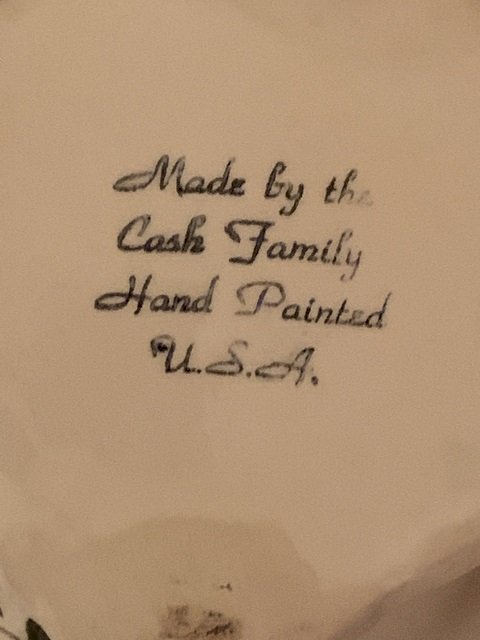 Made by the
Cash Family
Hand Painted
U.S.A.